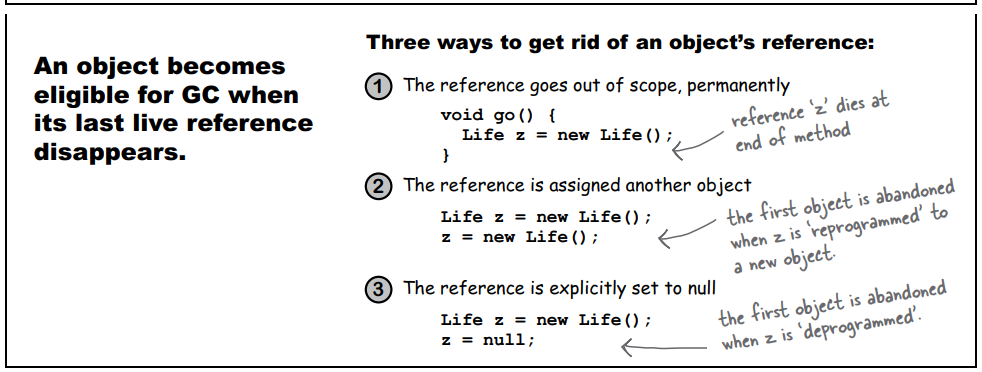 An object becomes
eligible for GC when
its last live reference
disappears.
Three ways to get rid of an object's reference:
1 The reference goes out of scope, permanently
void go() {
Life z = new Life();
}
reference 'z' dies at
end of method
2 The reference is assigned another object
Life z = new Life();
z = new Life();
the first object is abandoned
when z is 'reprogrammed' to
a new object.
3 The reference is explicitly set to null
Life z = new Life();
z = null;
the first object is abandoned
when z is 'deprogrammed'.